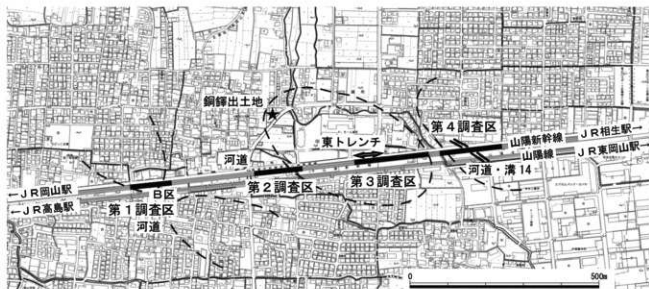 銅鐸出土地
第4調査区
東トレンチ
山陽新幹線
JR相生駅→
河道
山陽線
JR東岡山駅→
←JR岡山駅
B区
第2調査区
第3調査区
河道・溝14
←JR高島駅
第1調査区
河道
0
500m